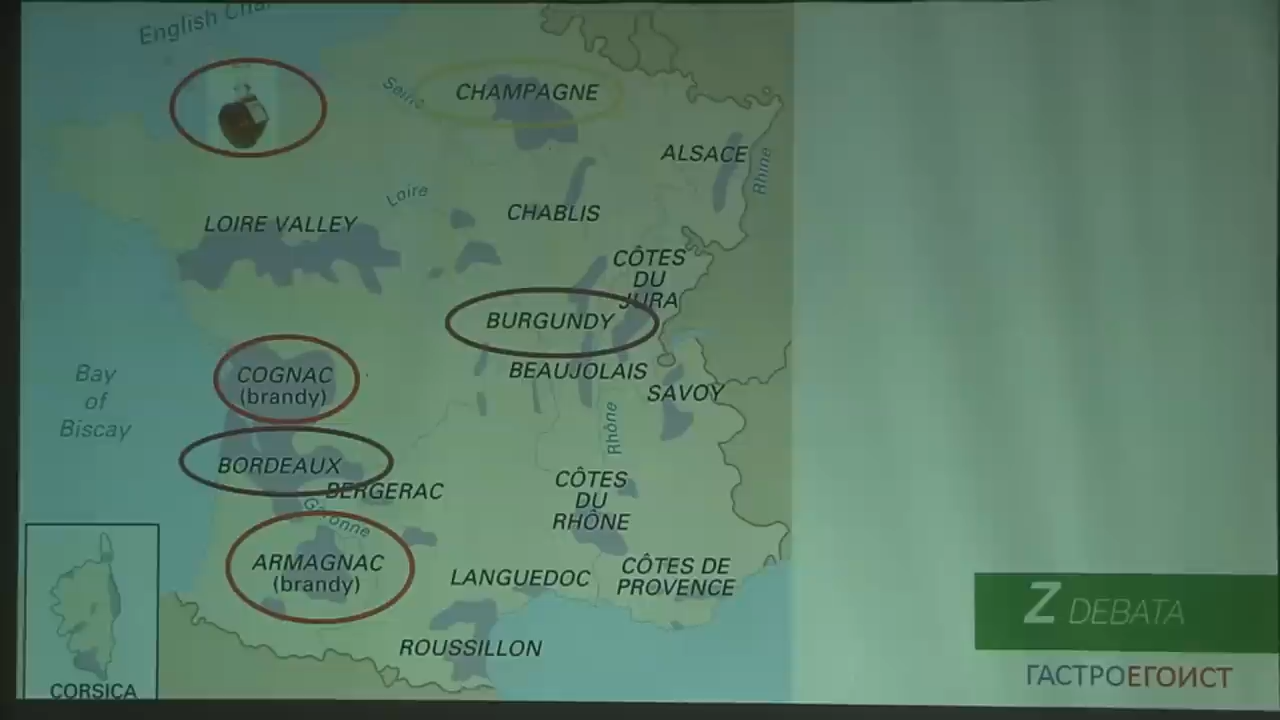 English Cha
Seine
CHAMPAGNE
ALSACE
Rhine
Loire
CHABLIS
LOIRE VALLEY
CÔTES
DU
JURA
BURGUNDY
BEAUJOLAIS
SAVOY
COGNAC
(brandy)
Bay
of
Biscay
Rhône
BORDEAUX
BERGERAC
Garonne
CÔTES
DU
RHÔNE
ARMAGNAC
(brandy)
LANGUEDOC
CÔTES DE
PROVENCE
ROUSSILLON
CORSICA
Z DEBATA
ГАСТРОЕГОИСТ